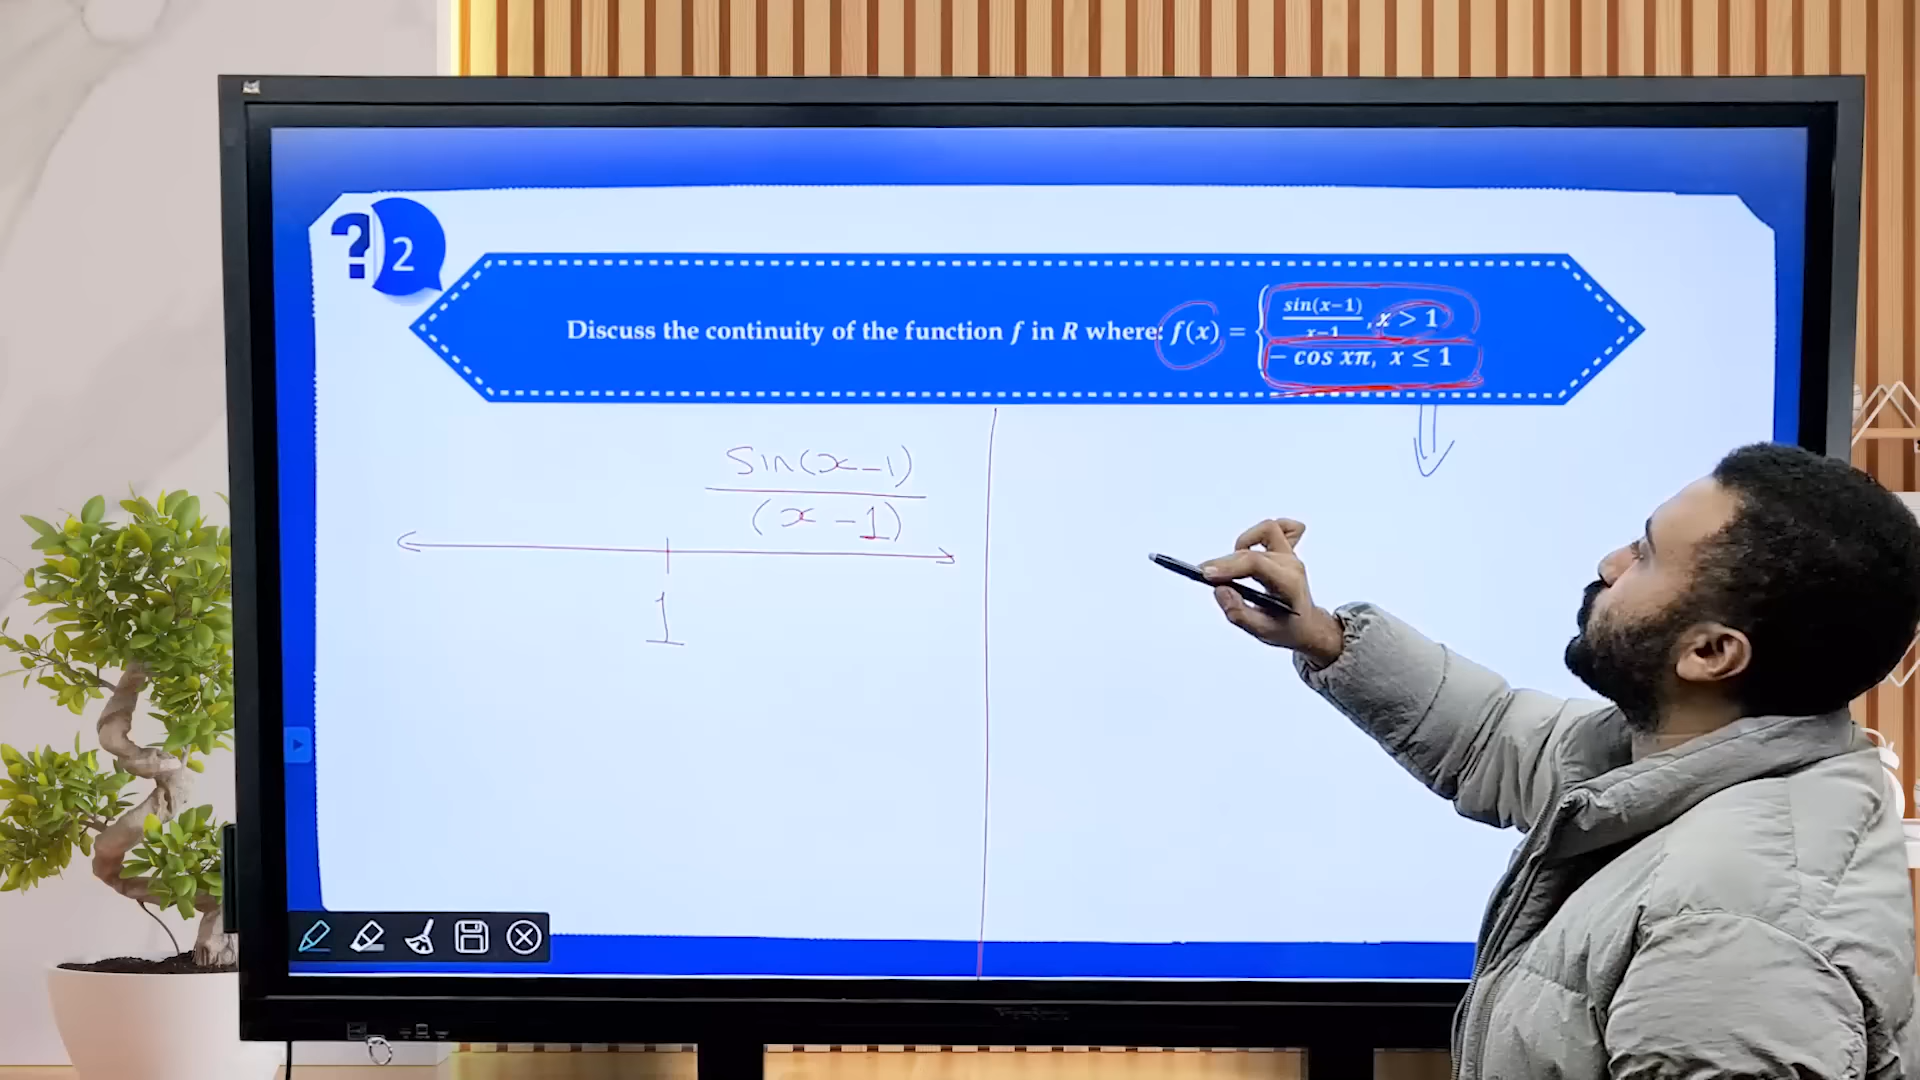 ? 2
Discuss the continuity of the function f in R where: f(x) = { sin(x−1)/x−1 , x > 1
− cos xπ, x ≤ 1
sin(x-1)
(x-1)
1